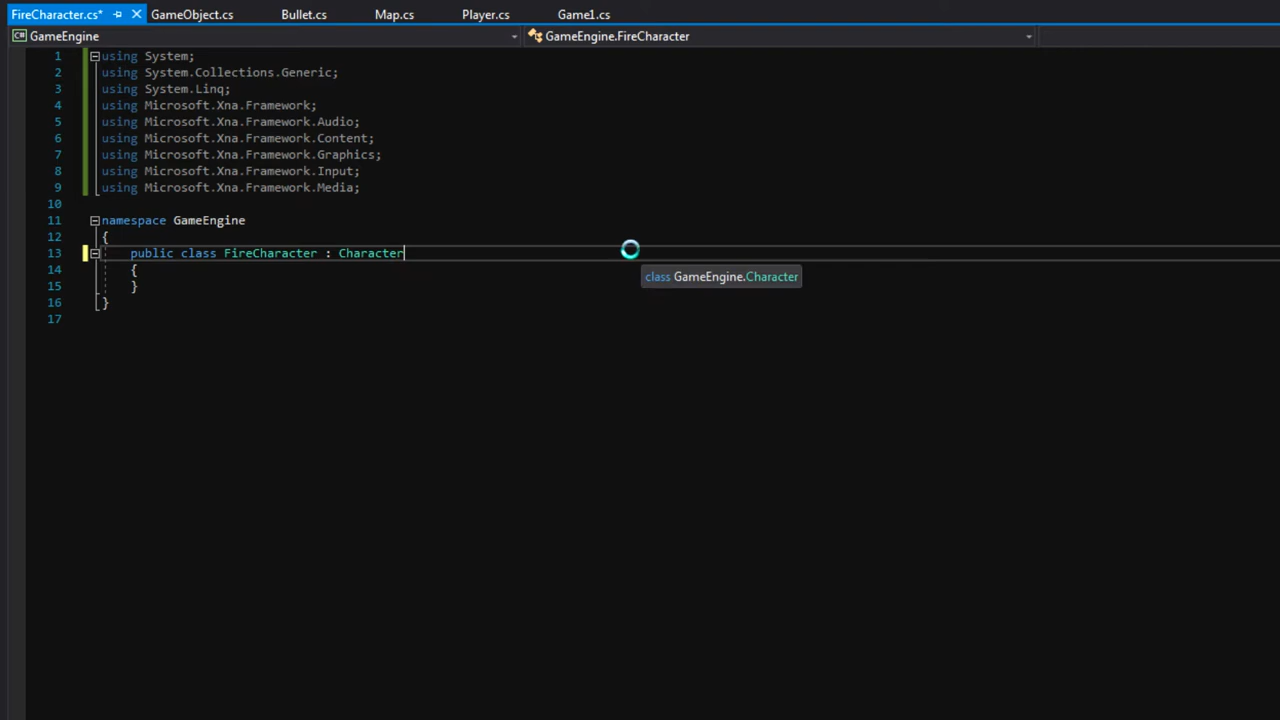 FireCharacter.cs* GameObject.cs Bullet.cs Map.cs Player.cs Game1.cs
GameEngine GameEngine.FireCharacter
1 using System;
2 using System.Collections.Generic;
3 using System.Linq;
4 using Microsoft.Xna.Framework;
5 using Microsoft.Xna.Framework.Audio;
6 using Microsoft.Xna.Framework.Content;
7 using Microsoft.Xna.Framework.Graphics;
8 using Microsoft.Xna.Framework.Input;
9 using Microsoft.Xna.Framework.Media;
10
11 namespace GameEngine
12 {
13 public class FireCharacter : Character
class GameEngine.Character
14 {
15 }
16 }
17